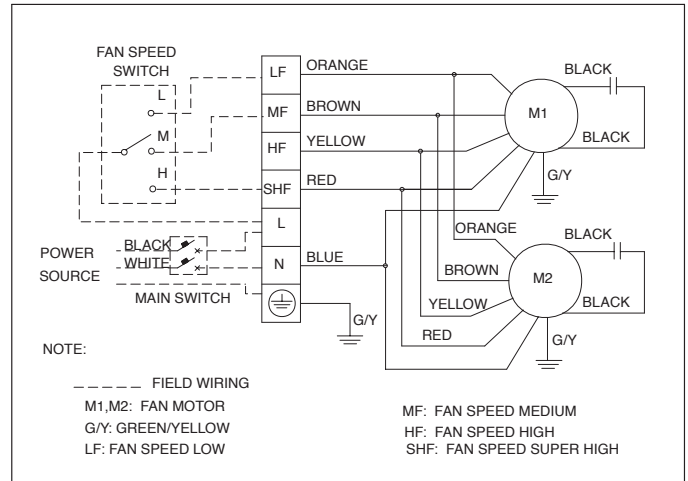 FAN SPEED
SWITCH
L
M
H
LF
MF
HF
SHF
L
N
ORANGE
BROWN
YELLOW
RED
BLUE
G/Y
M1
BLACK
BLACK
G/Y
ORANGE
BROWN
YELLOW
RED
M2
BLACK
BLACK
G/Y
POWER
SOURCE
BLACK
WHITE
MAIN SWITCH
NOTE:
FIELD WIRING
M1,M2: FAN MOTOR
G/Y: GREEN/YELLOW
LF: FAN SPEED LOW
MF: FAN SPEED MEDIUM
HF: FAN SPEED HIGH
SHF: FAN SPEED SUPER HIGH